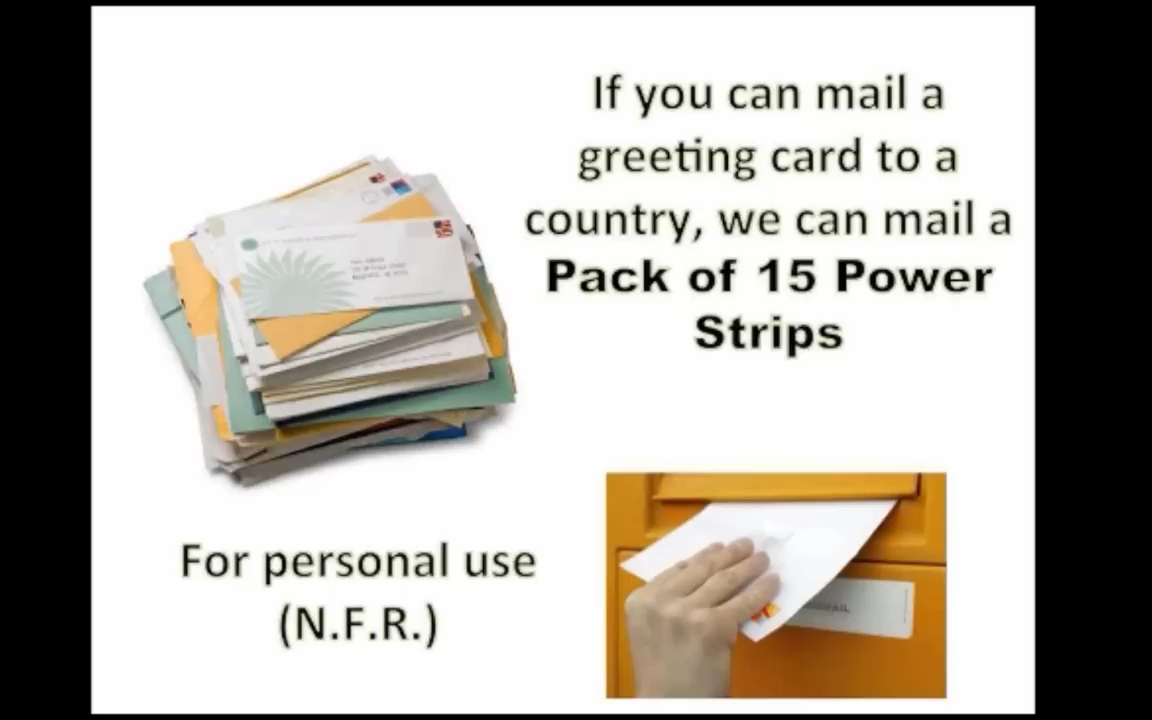 If you can mail a
greeting card to a
country, we can mail a
Pack of 15 Power
Strips
For personal use
(N.F.R.)